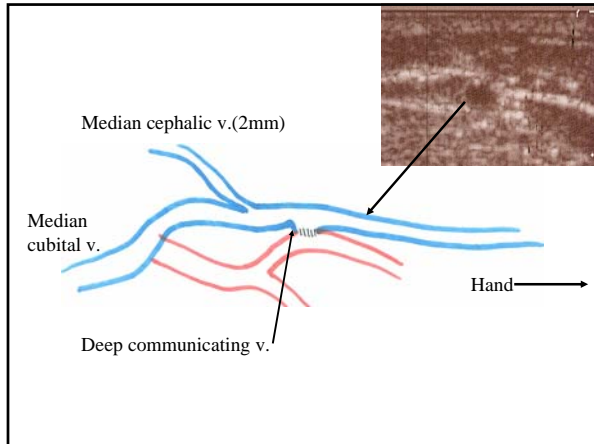 Median cephalic v.(2mm)
Median
cubital v.
Hand
Deep communicating v.